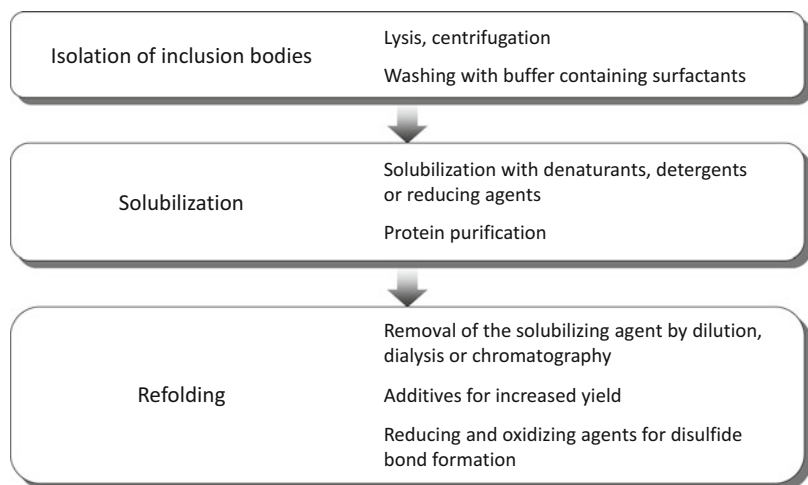 Isolation of inclusion bodies
Lysis, centrifugation
Washing with buffer containing surfactants
Solubilization
Solubilization with denaturants, detergents
or reducing agents
Protein purification
Refolding
Removal of the solubilizing agent by dilution,
dialysis or chromatography
Additives for increased yield
Reducing and oxidizing agents for disulfide
bond formation